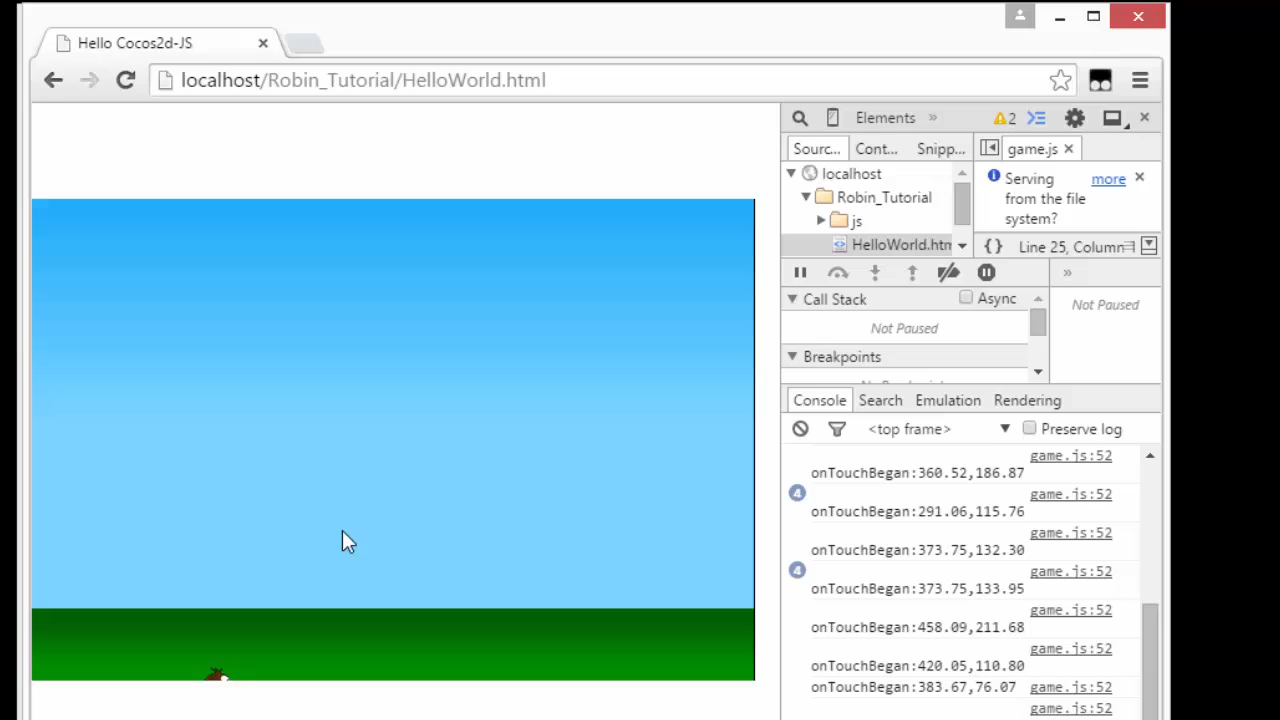 Hello Cocos2d-JS
localhost/Robin_Tutorial/HelloWorld.html
Elements » 2
Sourc... Cont... Snipp... game.js
localhost
Robin_Tutorial
js
HelloWorld.htm
Serving more
from the file
system?
{} Line 25, Column
Call Stack Async
Not Paused
Breakpoints
»
Not Paused
Console Search Emulation Rendering
<top frame> Preserve log
game.js:52
onTouchBegan:360.52,186.87
4 game.js:52
onTouchBegan:291.06,115.76
game.js:52
onTouchBegan:373.75,132.30
4 game.js:52
onTouchBegan:373.75,133.95
game.js:52
onTouchBegan:458.09,211.68
game.js:52
onTouchBegan:420.05,110.80
onTouchBegan:383.67,76.07 game.js:52
game.js:52